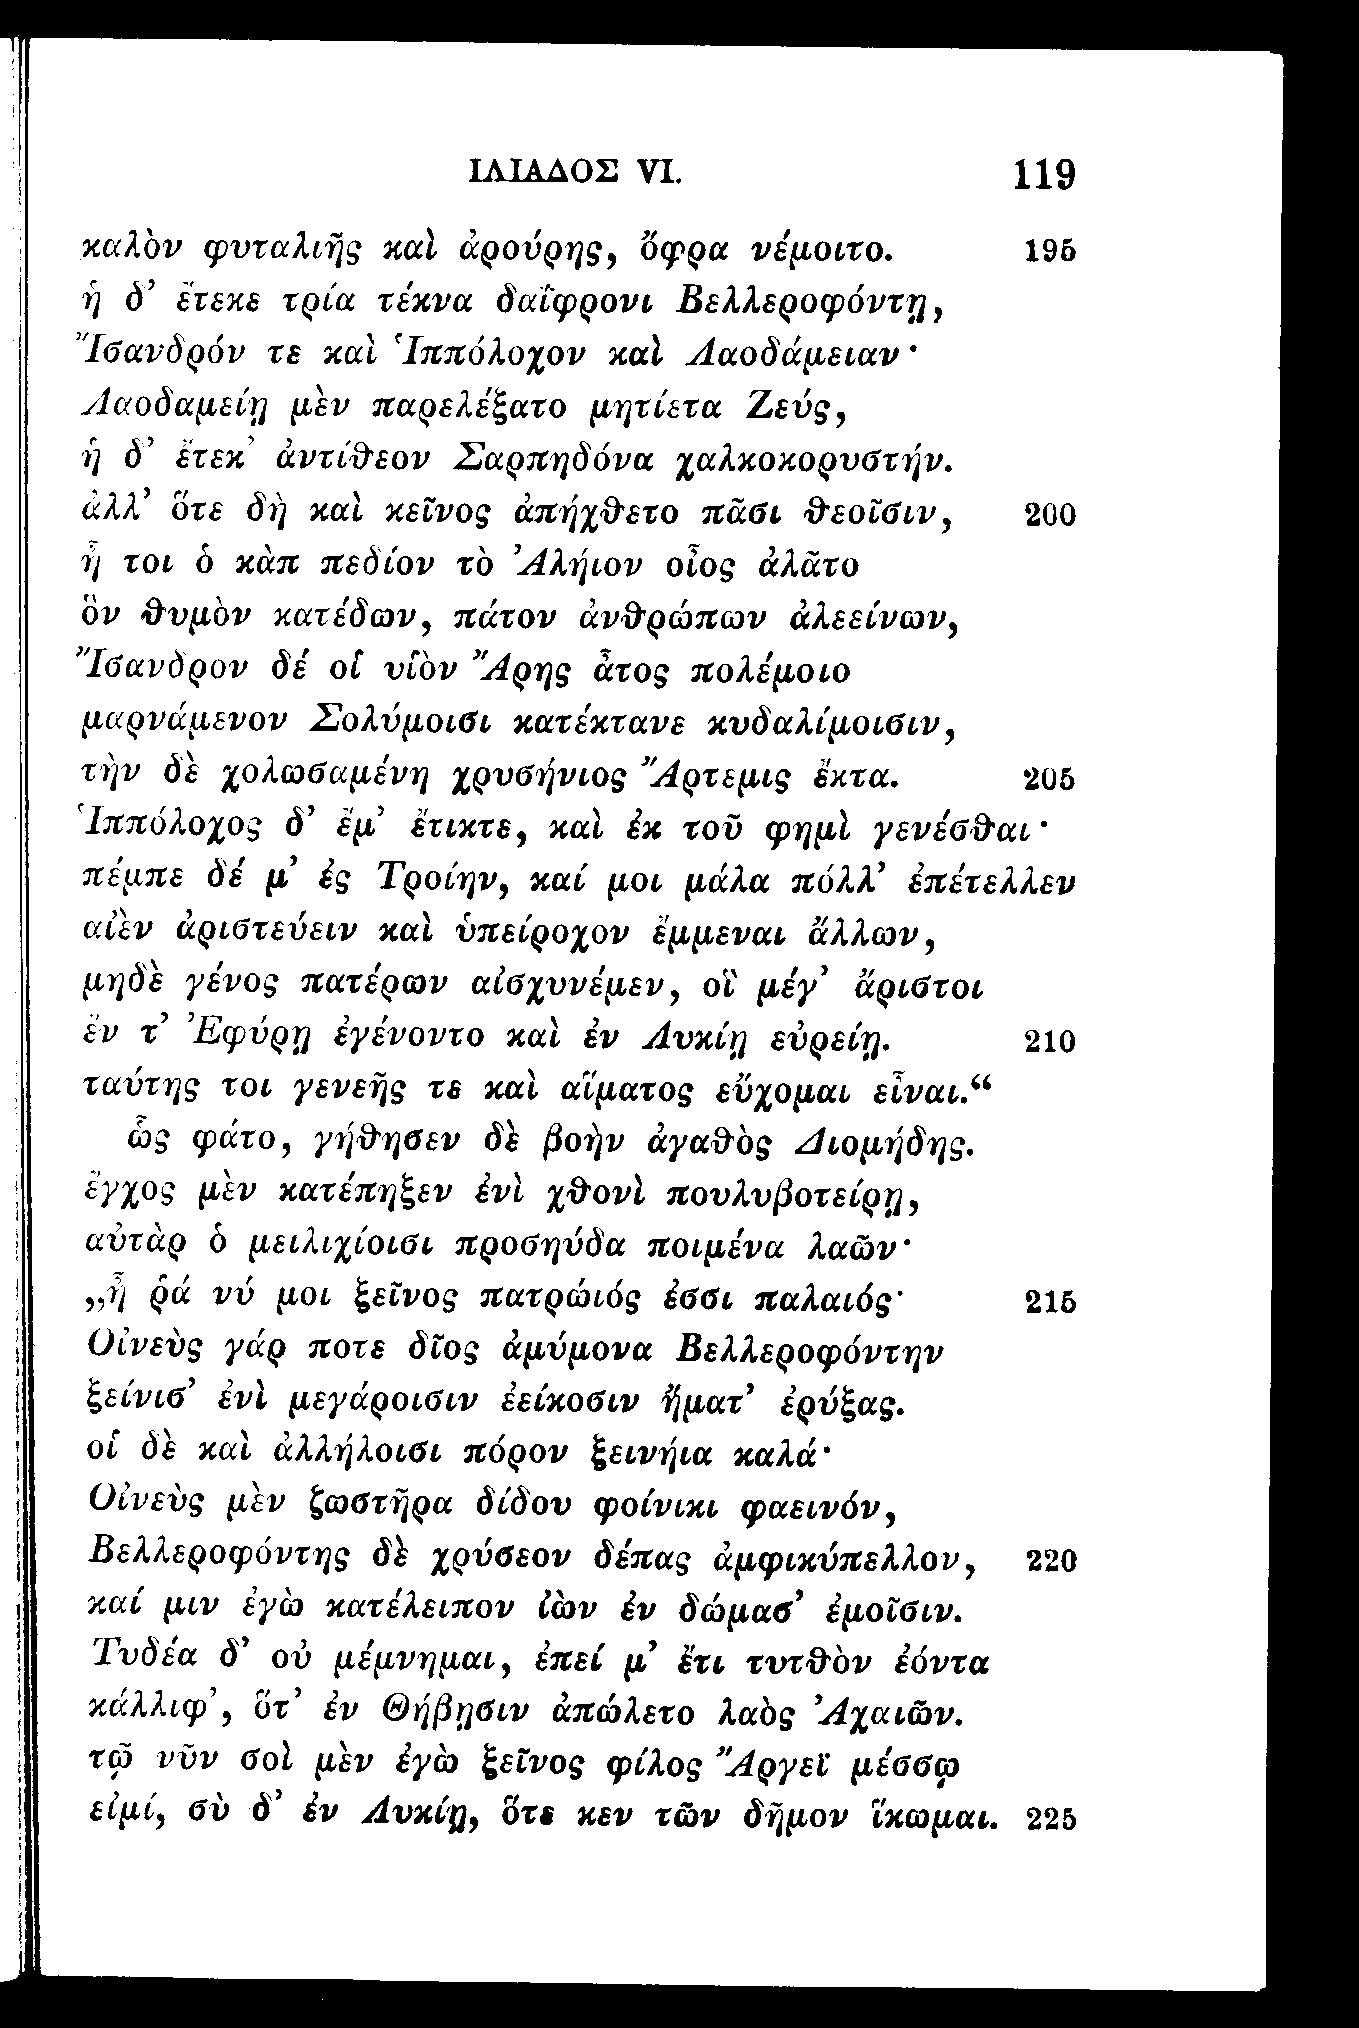 ΙΛΙΑΔΟΣ VI. 119
καλὸν φυταλιῆς καὶ ἀρούρης, ὄφρα νέμοιτο. 195
ἡ δ’ ἔτεκε τρία τέκνα δαΐφρονι Βελλεροφόντῃ,
Ἴσανδρόν τε καὶ Ἱππόλοχον καὶ Λαοδάμειαν·
Λαοδαμείῃ μὲν παρελέξατο μητίετα Ζεύς,
ἡ δ’ ἔτεκ’ ἀντίθεον Σαρπηδόνα χαλκοκορυστήν.
ἀλλ’ ὅτε δὴ καὶ κεῖνος ἀπήχθετο πᾶσι θεοῖσιν, 200
ἦ τοι ὁ κὰπ πεδίον τὸ Ἀλήιον οἶος ἀλᾶτο
ὃν θυμὸν κατέδων, πάτον ἀνθρώπων ἀλεείνων,
Ἴσανδρον δέ οἱ υἱὸν Ἄρης ἆτος πολέμοιο
μαρνάμενον Σολύμοισι κατέκτανε κυδαλίμοισιν,
τὴν δὲ χολωσαμένη χρυσήνιος Ἄρτεμις ἔκτα. 205
Ἱππόλοχος δ’ ἔμ’ ἔτικτε, καὶ ἐκ τοῦ φημὶ γενέσθαι·
πέμπε δέ μ’ ἐς Τροίην, καί μοι μάλα πόλλ’ ἐπέτελλεν
αἰὲν ἀριστεύειν καὶ ὑπείροχον ἔμμεναι ἄλλων,
μηδὲ γένος πατέρων αἰσχυνέμεν, οἳ μέγ’ ἄριστοι
ἔν τ’ Ἐφύρῃ ἐγένοντο καὶ ἐν Λυκίῃ εὐρείῃ. 210
ταύτης τοι γενεῆς τε καὶ αἵματος εὔχομαι εἶναι.“
ὣς φάτο, γήθησεν δὲ βοὴν ἀγαθὸς Διομήδης.
ἔγχος μὲν κατέπηξεν ἐνὶ χθονὶ πουλυβοτείρῃ,
αὐτὰρ ὁ μειλιχίοισι προσηύδα ποιμένα λαῶν·
„ἦ ῥά νύ μοι ξεῖνος πατρώιός ἐσσι παλαιός· 215
Οἰνεὺς γάρ ποτε δῖος ἀμύμονα Βελλεροφόντην
ξείνισ’ ἐνὶ μεγάροισιν ἐείκοσιν ἤματ’ ἐρύξας.
οἱ δὲ καὶ ἀλλήλοισι πόρον ξεινήια καλά·
Οἰνεὺς μὲν ζωστῆρα δίδου φοίνικι φαεινόν,
Βελλεροφόντης δὲ χρύσεον δέπας ἀμφικύπελλον, 220
καί μιν ἐγὼ κατέλειπον ἰὼν ἐν δώμασ’ ἐμοῖσιν.
Τυδέα δ’ οὐ μέμνημαι, ἐπεί μ’ ἔτι τυτθὸν ἐόντα
κάλλιφ’, ὅτ’ ἐν Θήβῃσιν ἀπώλετο λαὸς Ἀχαιῶν.
τῷ νῦν σοὶ μὲν ἐγὼ ξεῖνος φίλος Ἄργεϊ μέσσῳ
εἰμί, σὺ δ’ ἐν Λυκίῃ, ὅτε κεν τῶν δῆμον ἵκωμαι. 225